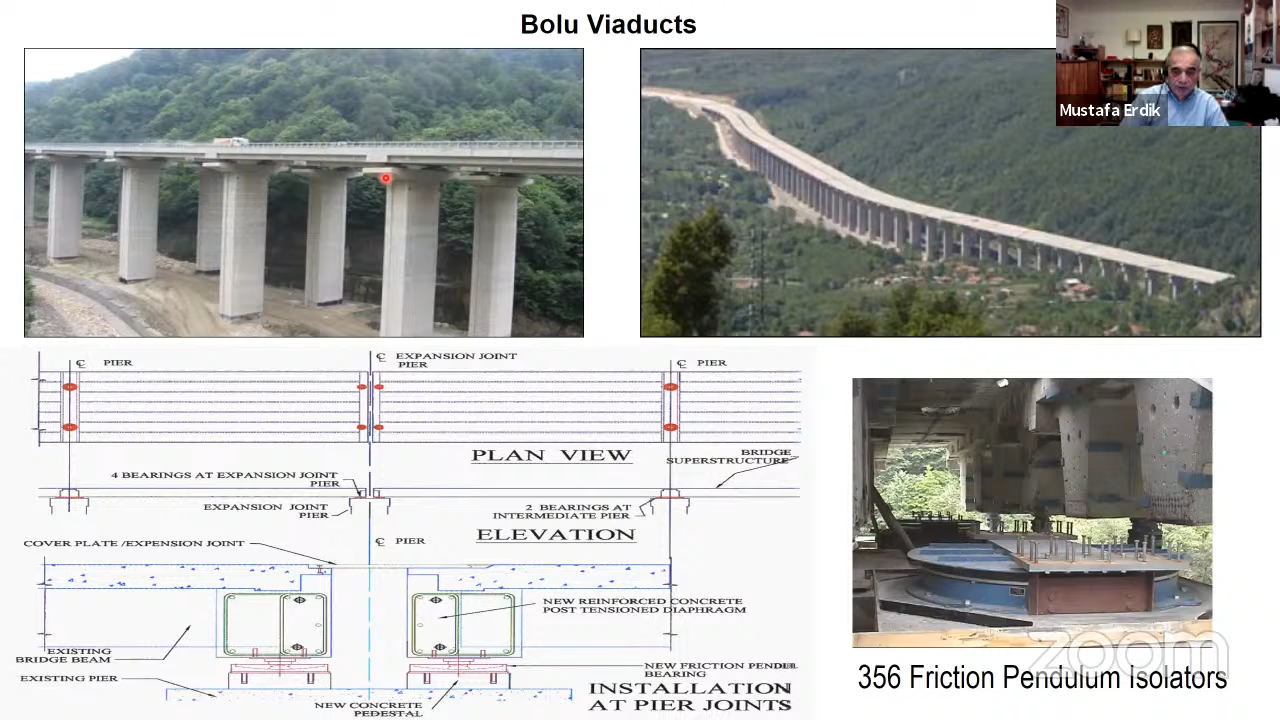 Bolu Viaducts
Mustafa Erdik
℄ PIER
℄ EXPANSION JOINT
PIER
℄ PIER
PLAN VIEW
BRIDGE
SUPERSTRUCTURE
4 BEARINGS AT EXPANSION JOINT
PIER
EXPANSION JOINT
PIER
2 BEARINGS AT
INTERMEDIATE PIER
ELEVATION
COVER PLATE /EXPENSION JOINT
℄ PIER
NEW REINFORCED CONCRETE
POST TENSIONED DIAPHRAGM
EXISTING
BRIDGE BEAM
EXISTING PIER
NEW CONCRETE
PEDESTAL
NEW FRICTION
BEARING
INSTALLATION
AT PIER JOINTS
zoom
356 Friction Pendulum Isolators